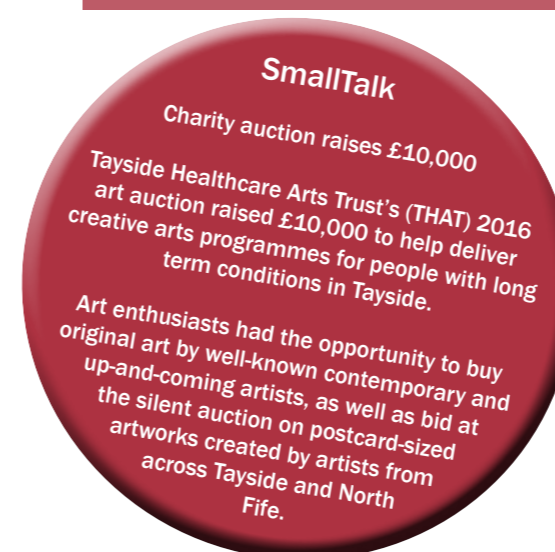 SmallTalk
Charity auction raises £10,000
Tayside Healthcare Arts Trust's (THAT) 2016
art auction raised £10,000 to help deliver
creative arts programmes for people with long
term conditions in Tayside.
Art enthusiasts had the opportunity to buy
original art by well-known contemporary and
up-and-coming artists, as well as bid at
the silent auction on postcard-sized
artworks created by artists from
across Tayside and North
Fife.